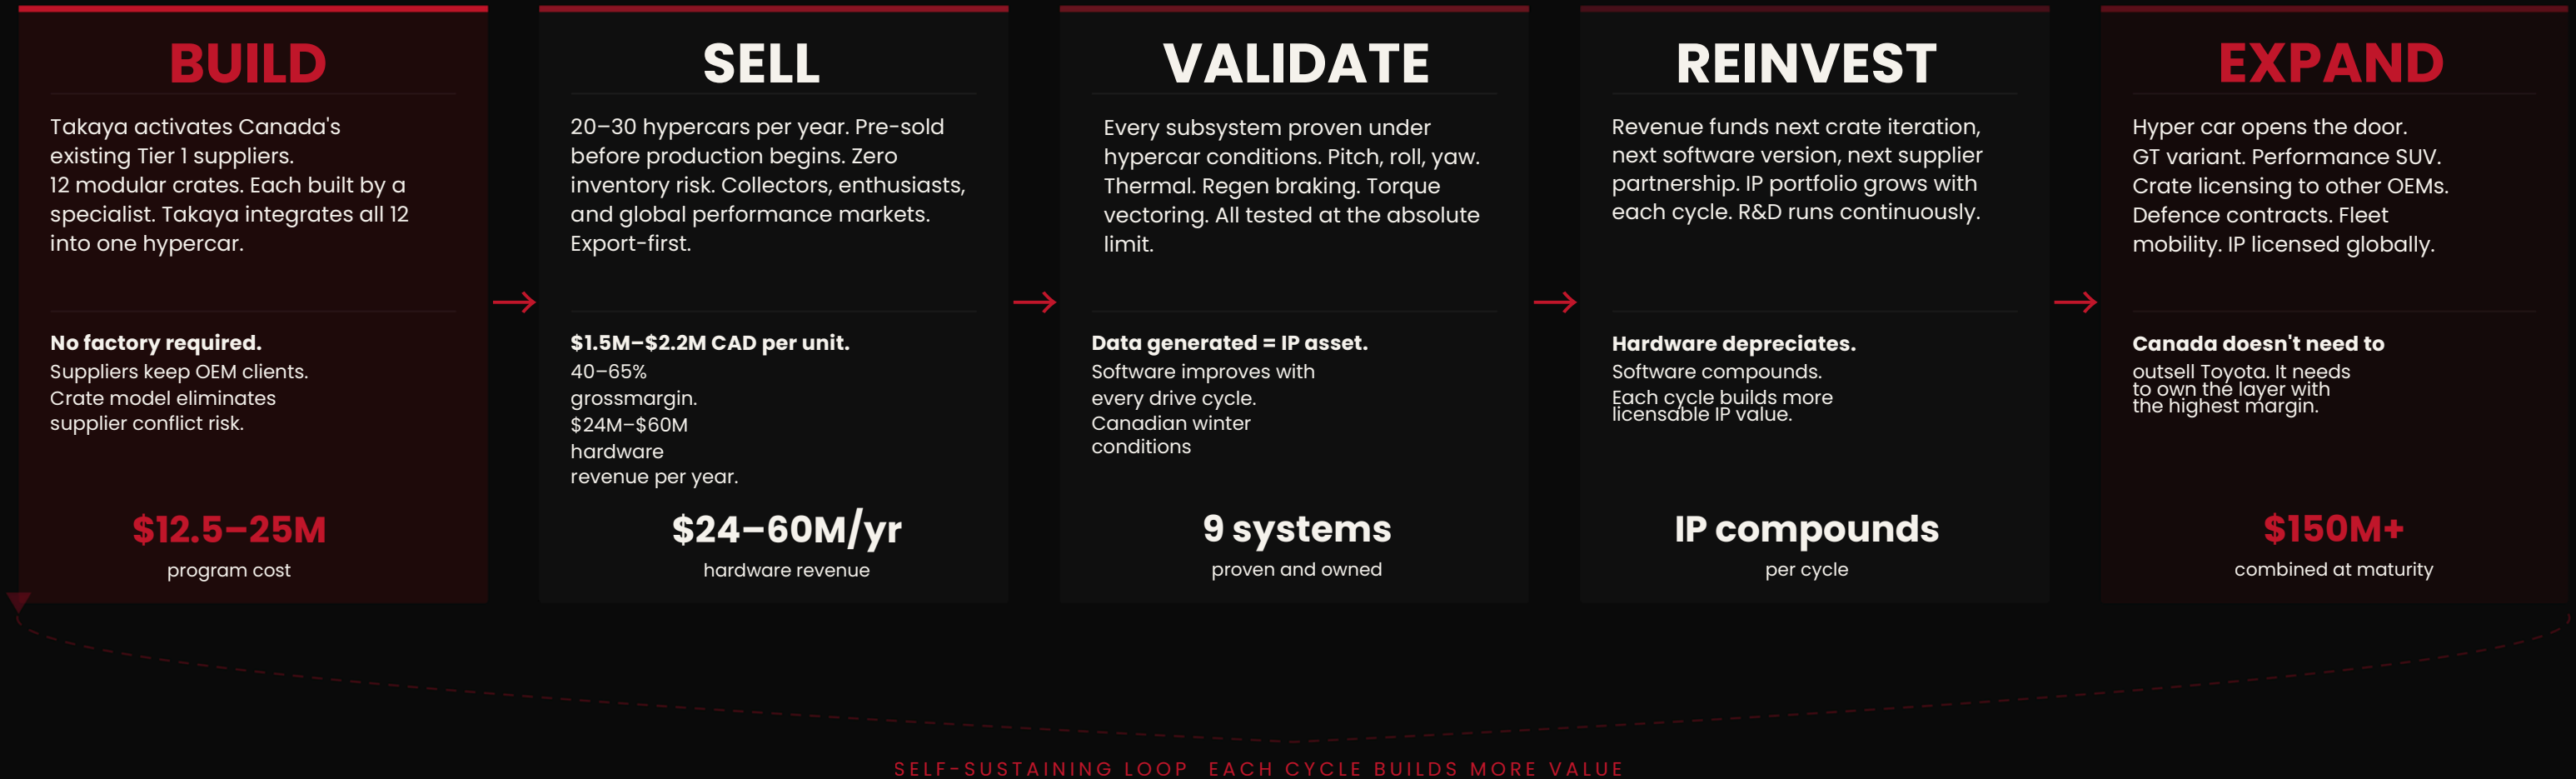 BUILD
Takaya activates Canada's
existing Tier 1 suppliers.
12 modular crates. Each built by a
specialist. Takaya integrates all 12
into one hypercar.
No factory required.
Suppliers keep OEM clients.
Crate model eliminates
supplier conflict risk.
$12.5–25M
program cost
SELL
20–30 hypercars per year. Pre-sold
before production begins. Zero
inventory risk. Collectors, enthusiasts,
and global performance markets.
Export-first.
$1.5M–$2.2M CAD per unit.
40–65%
grossmargin.
$24M–$60M
hardware
revenue per year.
$24–60M/yr
hardware revenue
VALIDATE
Every subsystem proven under
hypercar conditions. Pitch, roll, yaw.
Thermal. Regen braking. Torque
vectoring. All tested at the absolute
limit.
Data generated = IP asset.
Software improves with
every drive cycle.
Canadian winter
conditions
9 systems
proven and owned
REINVEST
Revenue funds next crate iteration,
next software version, next supplier
partnership. IP portfolio grows with
each cycle. R&D runs continuously.
Hardware depreciates.
Software compounds.
Each cycle builds more
licensable IP value.
IP compounds
per cycle
EXPAND
Hyper car opens the door.
GT variant. Performance SUV.
Crate licensing to other OEMs.
Defence contracts. Fleet
mobility. IP licensed globally.
Canada doesn't need to
outsell Toyota. It needs
to own the layer with
the highest margin.
$150M+
combined at maturity
SELF-SUSTAINING LOOP EACH CYCLE BUILDS MORE VALUE